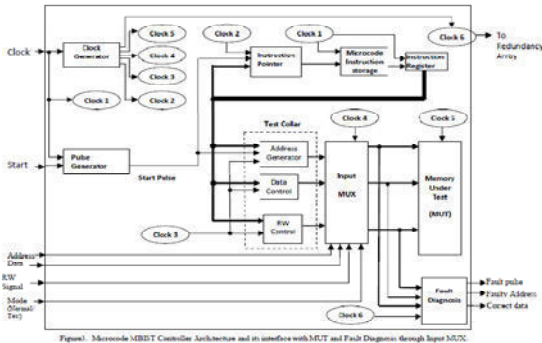 Clock
Clock Generator
Clock 5
Clock 4
Clock 3
Clock 1
Clock 2
Clock 2
Instruction Pointer
Clock 1
Microcode Instruction storage
Instruction Register
Clock 6
To Redundancy Array
Start
Pulse Generator
Start Pulse
Test Collar
Address Generator
Data Control
RW Control
Clock 3
Clock 4
Input MUX
Clock 5
Memory Under Test (MUT)
Address
Data
RW Signal
Mode (Normal/
Clock 6
Fault Diagnosis
Fault pulse
Faulty Address
Correct data
Figure1. Microcode MBIST Controller Architecture and its interface with MUT and Fault Diagnosis through Input MUX.